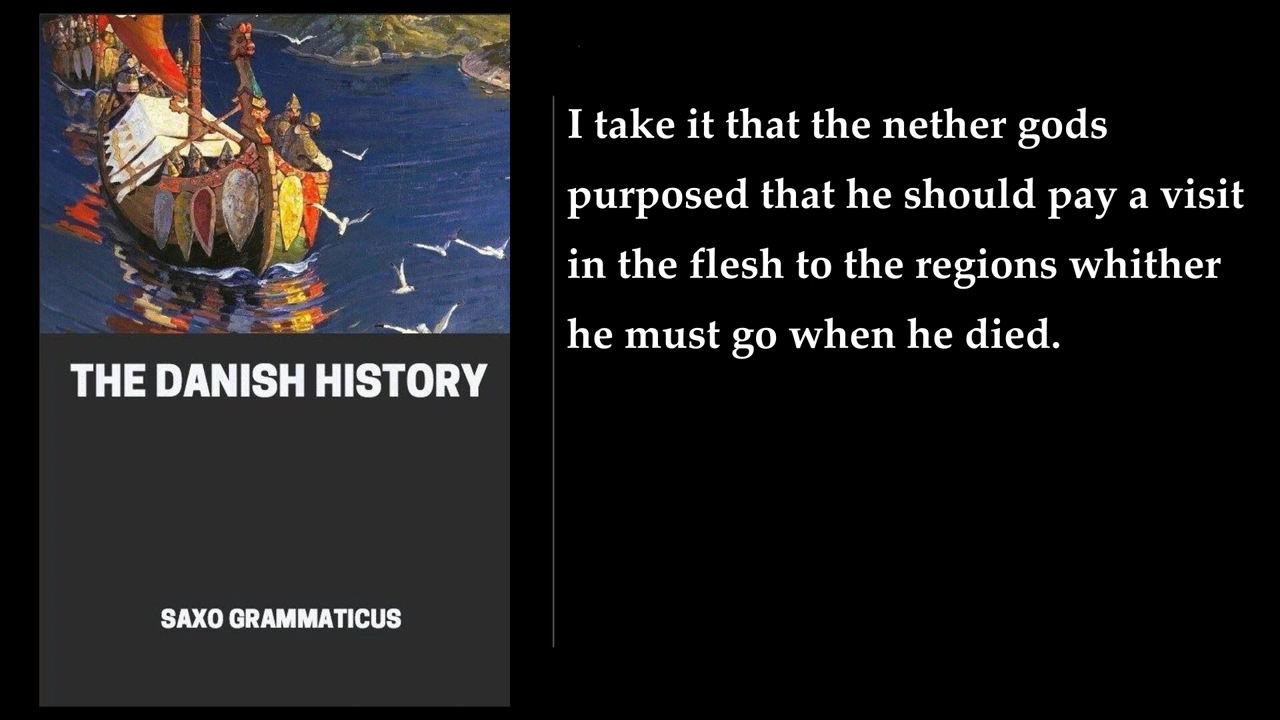 THE DANISH HISTORY
SAXO GRAMMATICUS
I take it that the nether gods
purposed that he should pay a visit
in the flesh to the regions whither
he must go when he died.